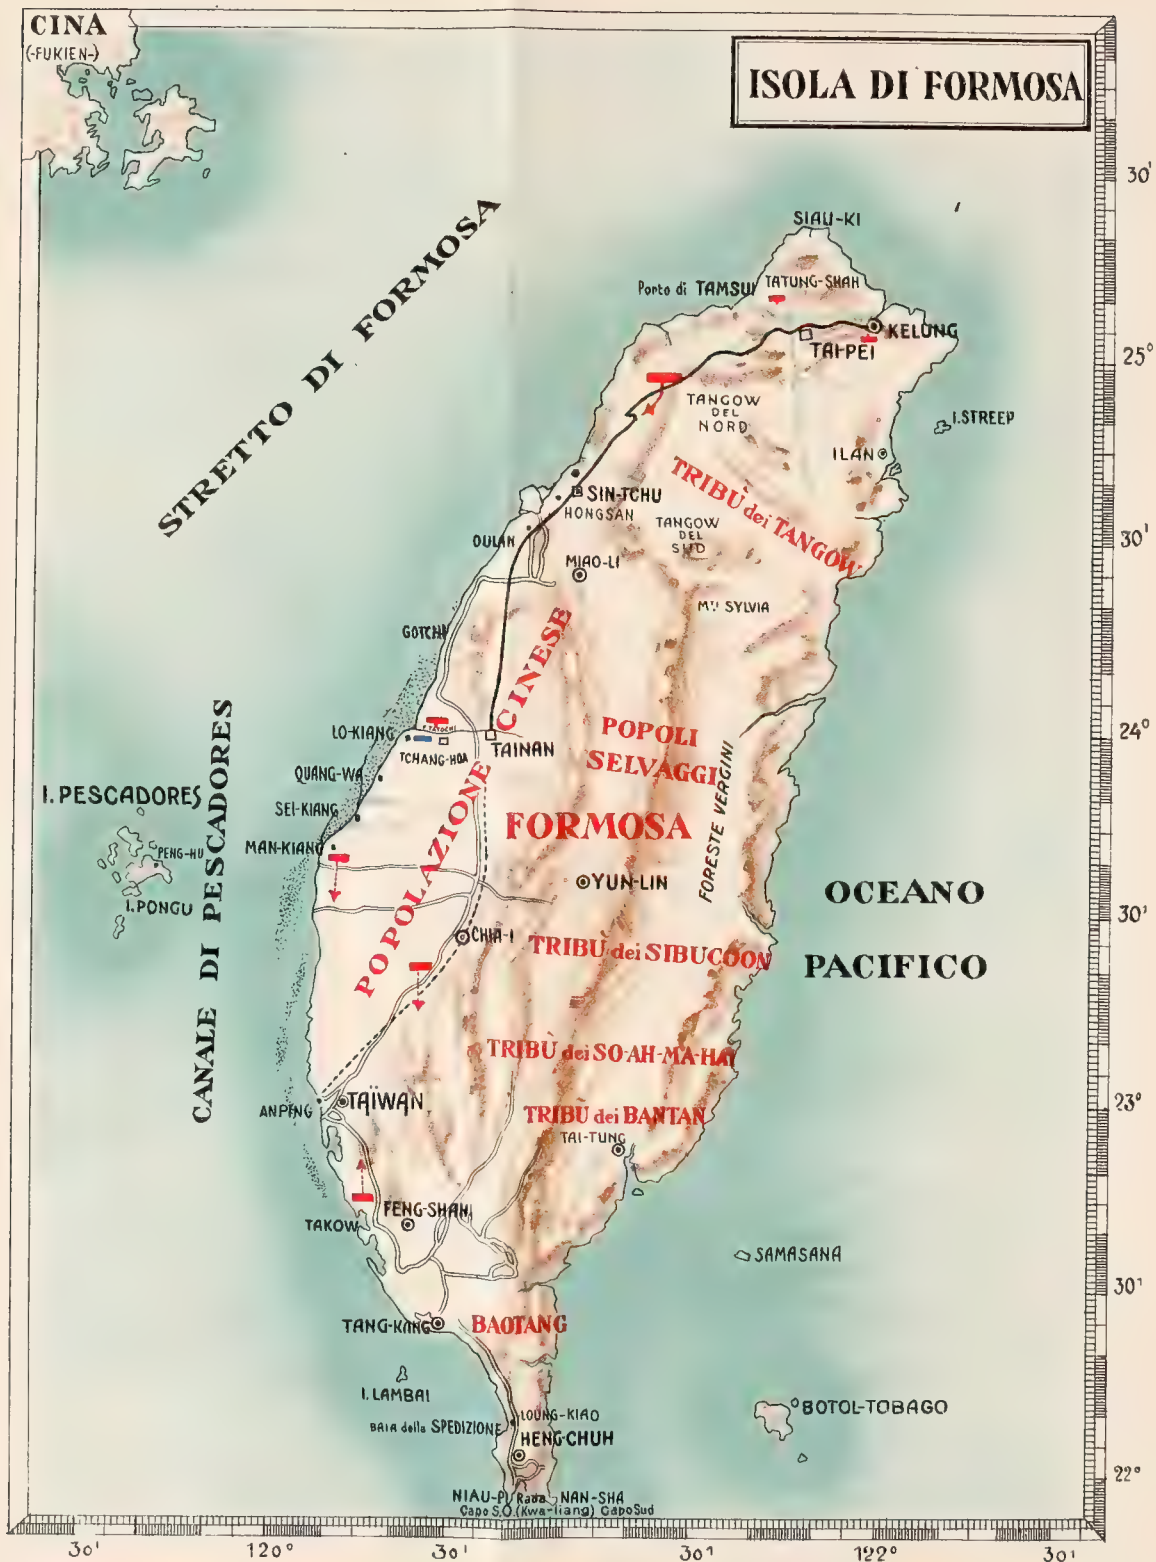 CINA
(-FUKIEN-)
ISOLA DI FORMOSA
30'
SIAU-KI
STRETTO DI FORMOSA
Porto di TAMSUI
TATUNG-SHAH
KELUNG
TAI-PEI
25°
TANGOW
DEL
NORD
I.STREEP
ILAN
TRIBÙ dei TANGOW
SIN-TCHU
HONGSAN
TANGOW
DEL
SUD
OULAN
30'
MIAO-LI
Mte SYLVIA
GOTCHÉ
POPOLAZIONE CINESE
POPOLI
SELVAGGI
LO-KIANG
TCHANG-HOA
TAINAN
24°
QUANG-WA
FORESTE VERGINI
I. PESCADORES
SEI-KIANG
FORMOSA
MAN-KIANG
PENG-HU
CANALE DI PESCADORES
YUN-LIN
OCEANO
PACIFICO
I.PONGU
30'
CHIA-I
TRIBÙ dei SIBUCOON
TRIBÙ dei SO-AH-MA-HAI
ANPING
TAÏWAN
TRIBU dei BANTAN
23°
TAI-TUNG
FENG-SHAH
TAKOW
SAMASANA
30'
TANG-KANG
BAOTANG
I. LAMBAI
BOTOL-TOBAGO
LOUNG-KIAO
BAIA della SPEDIZIONE
HENG-CHUH
22°
NIAU-PI Rada NAN-SHA
Capo S.O.(Kwa-liang) Capo Sud
30' 120° 30' 30' 122° 30'